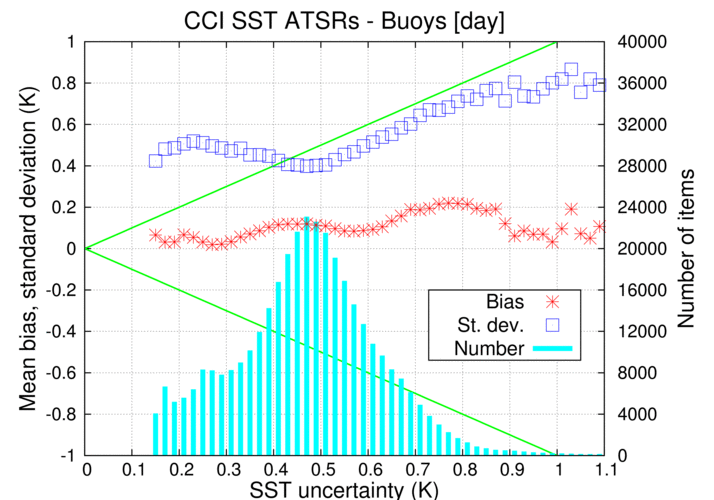 CCI SST ATSRs - Buoys [day]
Mean bias, standard deviation (K)
1
0.8
0.6
0.4
0.2
0
-0.2
-0.4
-0.6
-0.8
-1
40000
36000
32000
28000
24000
20000
16000
12000
8000
4000
0
Number of items
Bias
St. dev.
Number
0 0.1 0.2 0.3 0.4 0.5 0.6 0.7 0.8 0.9 1 1.1
SST uncertainty (K)